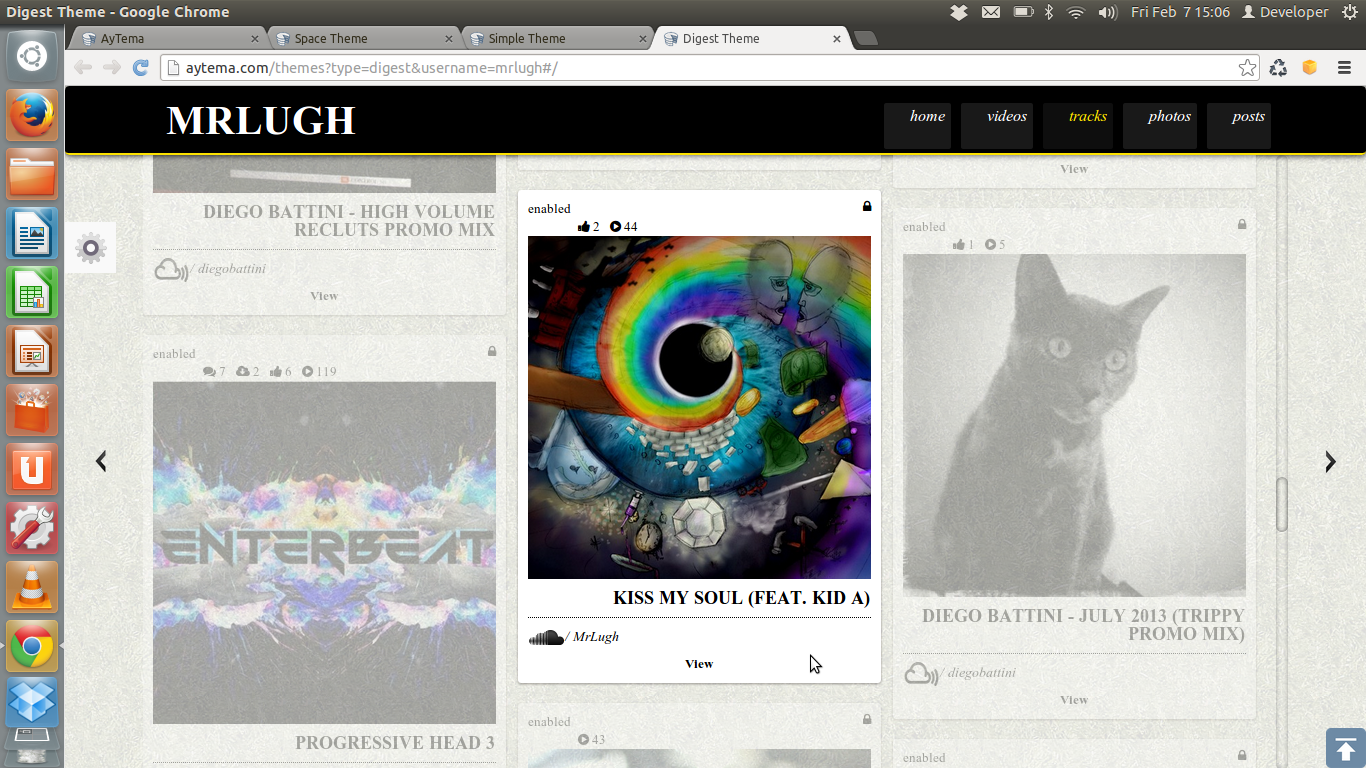 Digest Theme - Google Chrome
Fri Feb 7 15:06
Developer
AyTema
Space Theme
Simple Theme
Digest Theme
aytema.com/themes?type=digest&username=mrlugh#/
MRLUGH
home
videos
tracks
photos
posts
DIEGO BATTINI - HIGH VOLUME
RECLUTS PROMO MIX
/ diegobattini
View
enabled
7 2 6 119
ENTERBEAT
PROGRESSIVE HEAD 3
enabled
2 44
KISS MY SOUL (FEAT. KID A)
/ MrLugh
View
enabled
43
View
enabled
1 5
DIEGO BATTINI - JULY 2013 (TRIPPY
PROMO MIX)
/ diegobattini
View
enabled